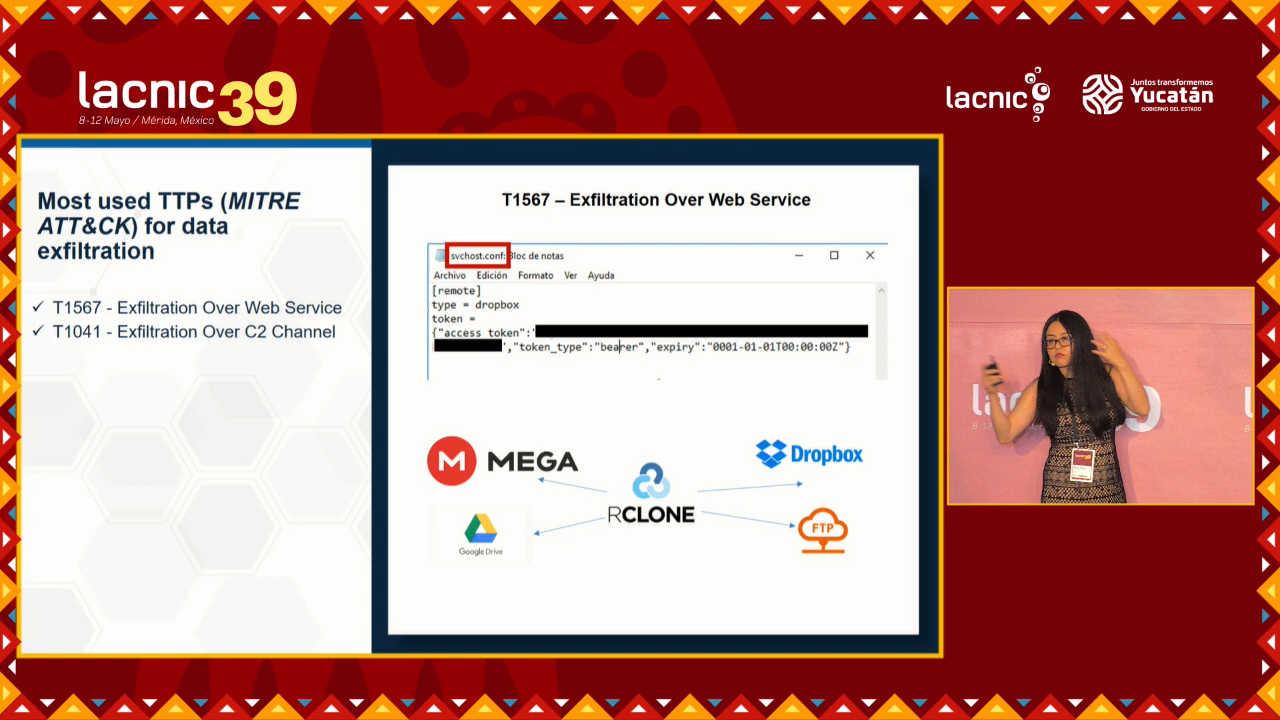 lacnic 39
8-12 Mayo / Mérida, México
lacnic
Juntos transformemos
Yucatán
GOBIERNO DEL ESTADO
Most used TTPs (MITRE
ATT&CK) for data
exfiltration
✓ T1567 - Exfiltration Over Web Service
✓ T1041 - Exfiltration Over C2 Channel
T1567 – Exfiltration Over Web Service
svchost.conf: Bloc de notas
Archivo Edición Formato Ver Ayuda
[remote]
type = dropbox
token =
{"access_token":"
","token_type":"bearer","expiry":"0001-01-01T00:00:00Z"}
M MEGA
Dropbox
RCLONE
Google Drive
FTP